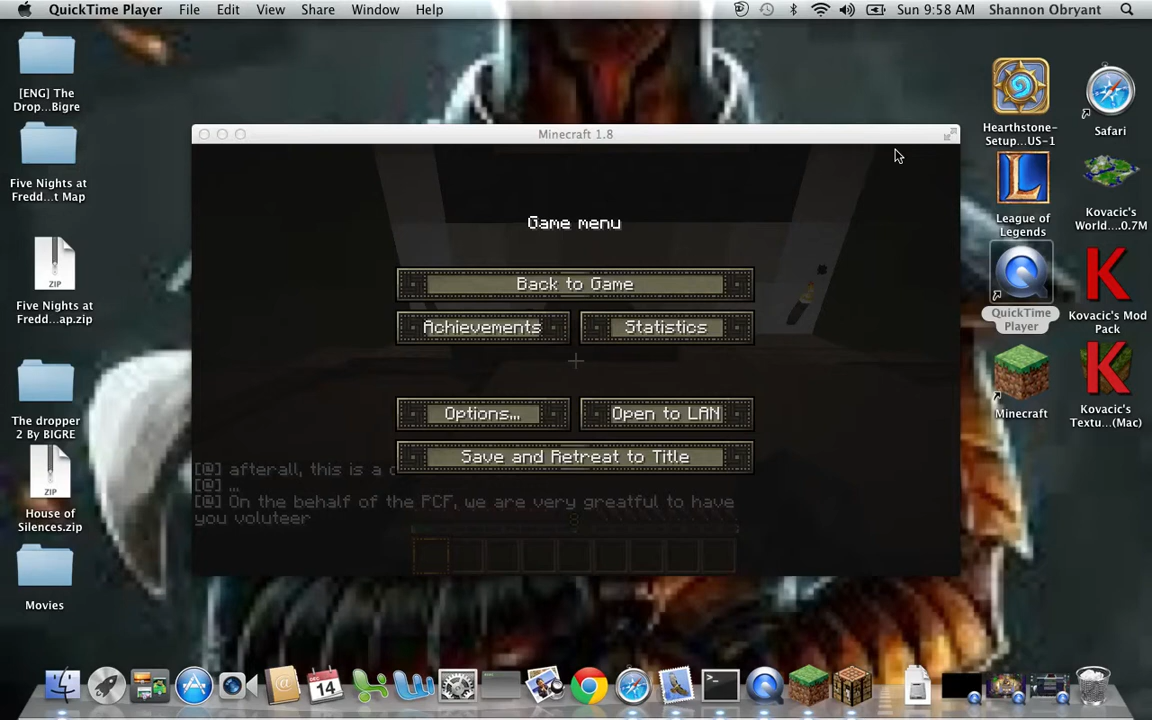 QuickTime Player File Edit View Share Window Help
Sun 9:58 AM Shannon Obryant
[ENG] The
Drop...Bigre
Five Nights at
Fredd...t Map
ZIP
Five Nights at
Fredd...ap.zip
The dropper
2 By BIGRE
ZIP
House of
Silences.zip
Movies
Minecraft 1.8
Game menu
Back to Game
Achievements
Statistics
Options...
Open to LAN
Save and Retreat to Title
[@] afterall, this is a c
[@] ...
[@] On the behalf of the PCF, we are very greatful to have
you voluteer
Hearthstone-
Setup...US-1
Safari
L
League of
Legends
Kovacic's
World....0.7M
QuickTime
Player
K
Kovacic's Mod
Pack
Minecraft
K
Kovacic's
Textu...(Mac)
DEC
14